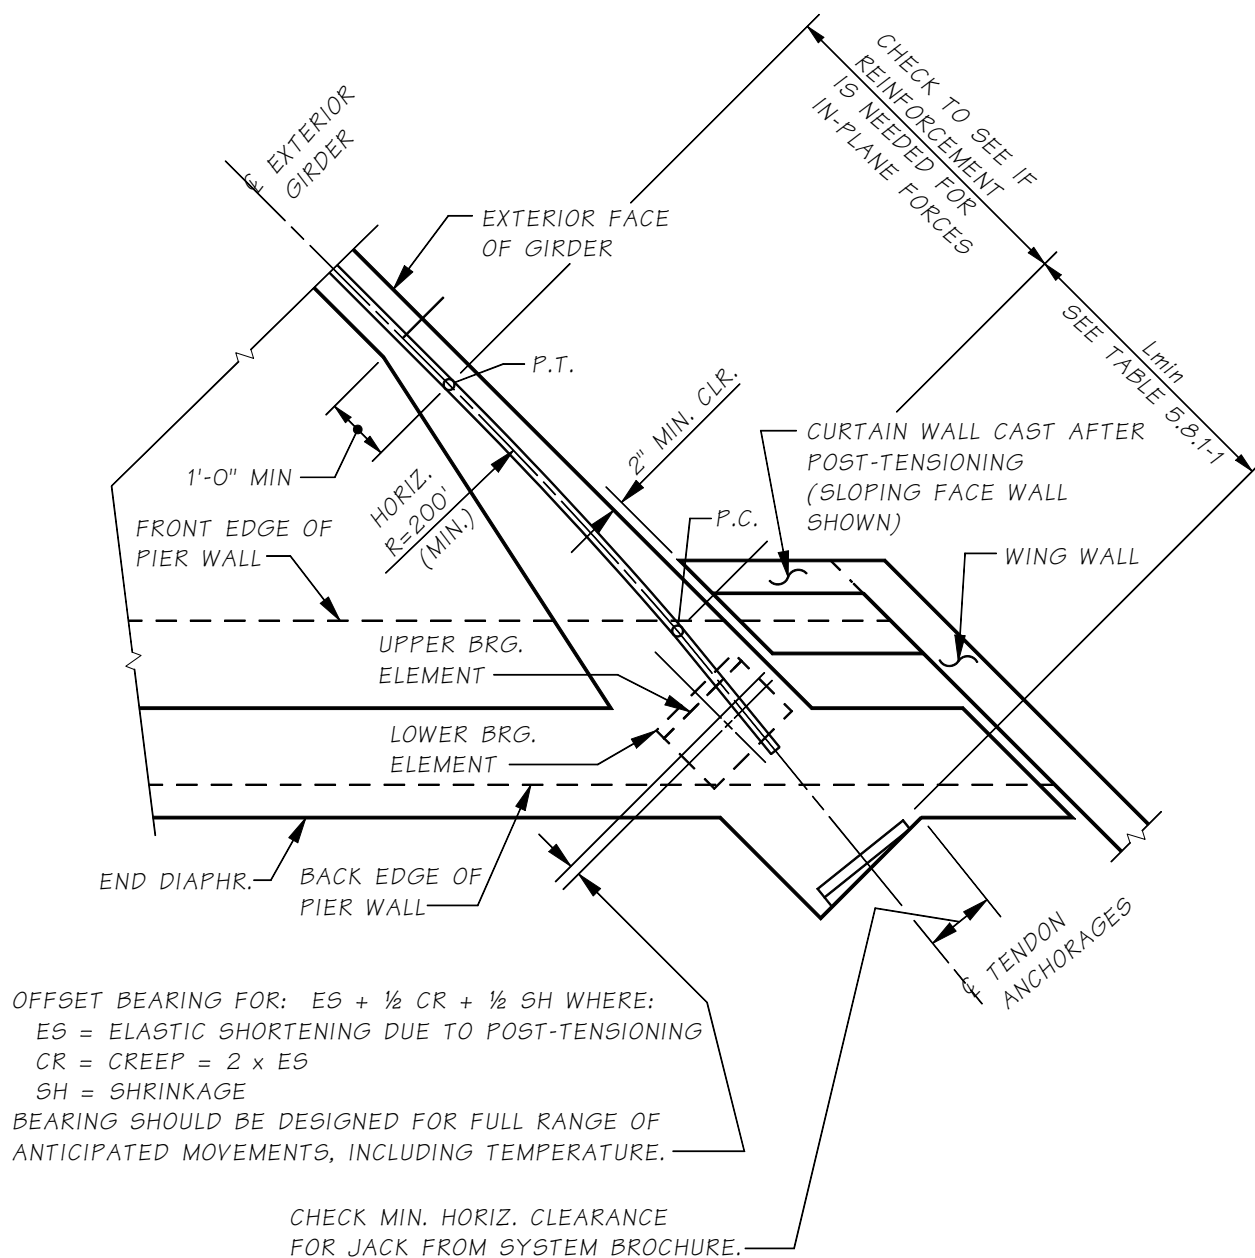 CHECK TO SEE IF
REINFORCEMENT
IS NEEDED FOR
IN-PLANE FORCES
℄ EXTERIOR
GIRDER
EXTERIOR FACE
OF GIRDER
Lmin
SEE TABLE 5.8.1-1
P.T.
2" MIN. CLR.
CURTAIN WALL CAST AFTER
POST-TENSIONING
(SLOPING FACE WALL
SHOWN)
1'-0" MIN
HORIZ.
R=200'
(MIN.)
P.C.
FRONT EDGE OF
PIER WALL
WING WALL
UPPER BRG.
ELEMENT
LOWER BRG.
ELEMENT
END DIAPHR.
BACK EDGE OF
PIER WALL
℄ TENDON
ANCHORAGES
OFFSET BEARING FOR: ES + ½ CR + ½ SH WHERE:
ES = ELASTIC SHORTENING DUE TO POST-TENSIONING
CR = CREEP = 2 x ES
SH = SHRINKAGE
BEARING SHOULD BE DESIGNED FOR FULL RANGE OF
ANTICIPATED MOVEMENTS, INCLUDING TEMPERATURE.
CHECK MIN. HORIZ. CLEARANCE
FOR JACK FROM SYSTEM BROCHURE.